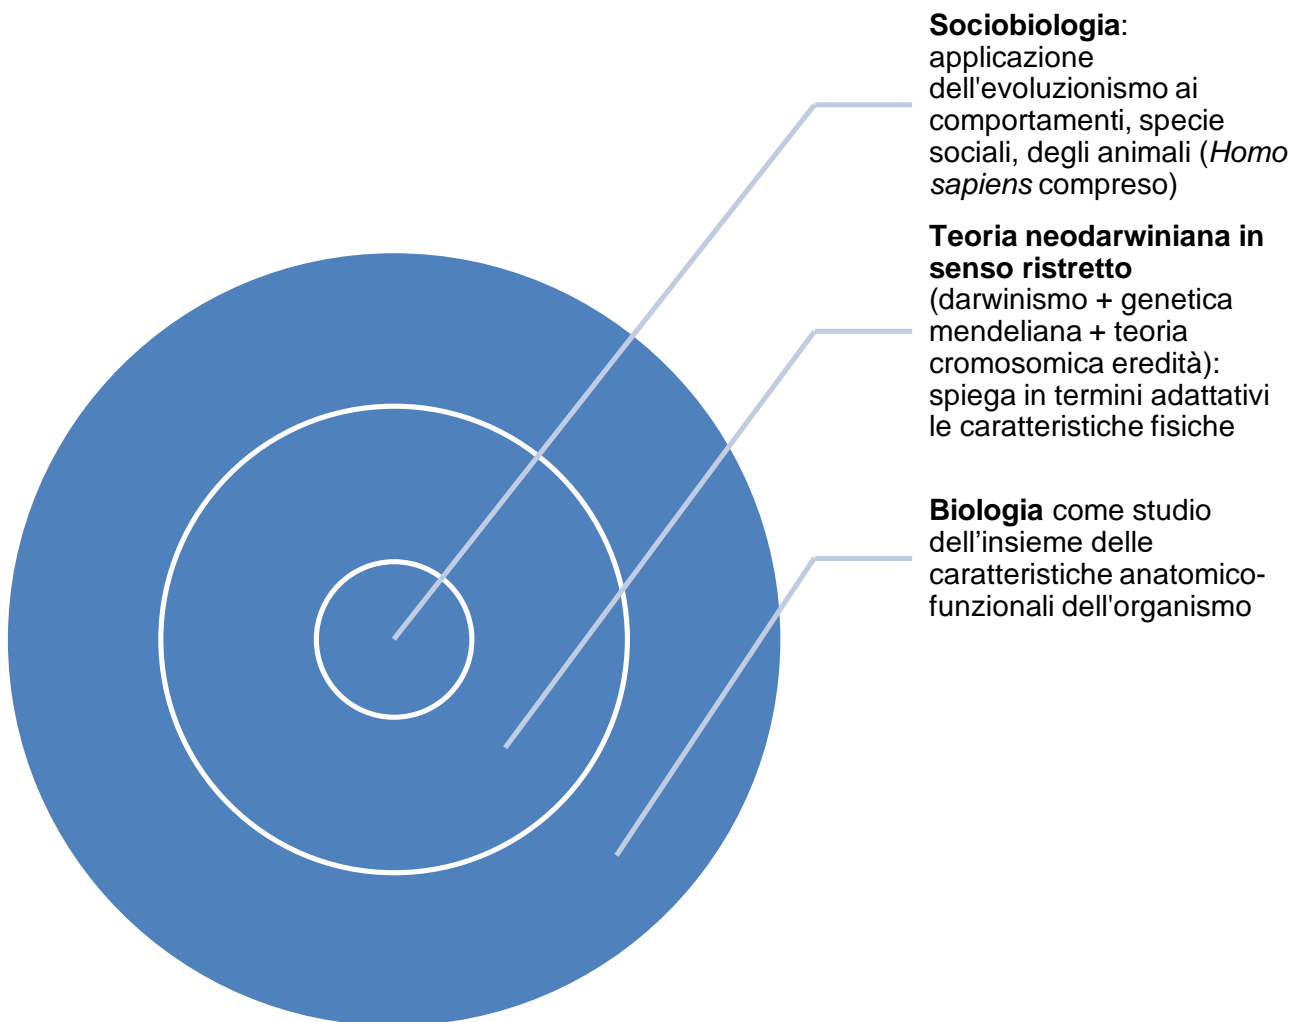 Sociobiologia:
applicazione
dell'evoluzionismo ai
comportamenti, specie
sociali, degli animali (Homo
sapiens compreso)
Teoria neodarwiniana in
senso ristretto
(darwinismo + genetica
mendeliana + teoria
cromosomica eredità):
spiega in termini adattativi
le caratteristiche fisiche
Biologia come studio
dell’insieme delle
caratteristiche anatomico-
funzionali dell'organismo